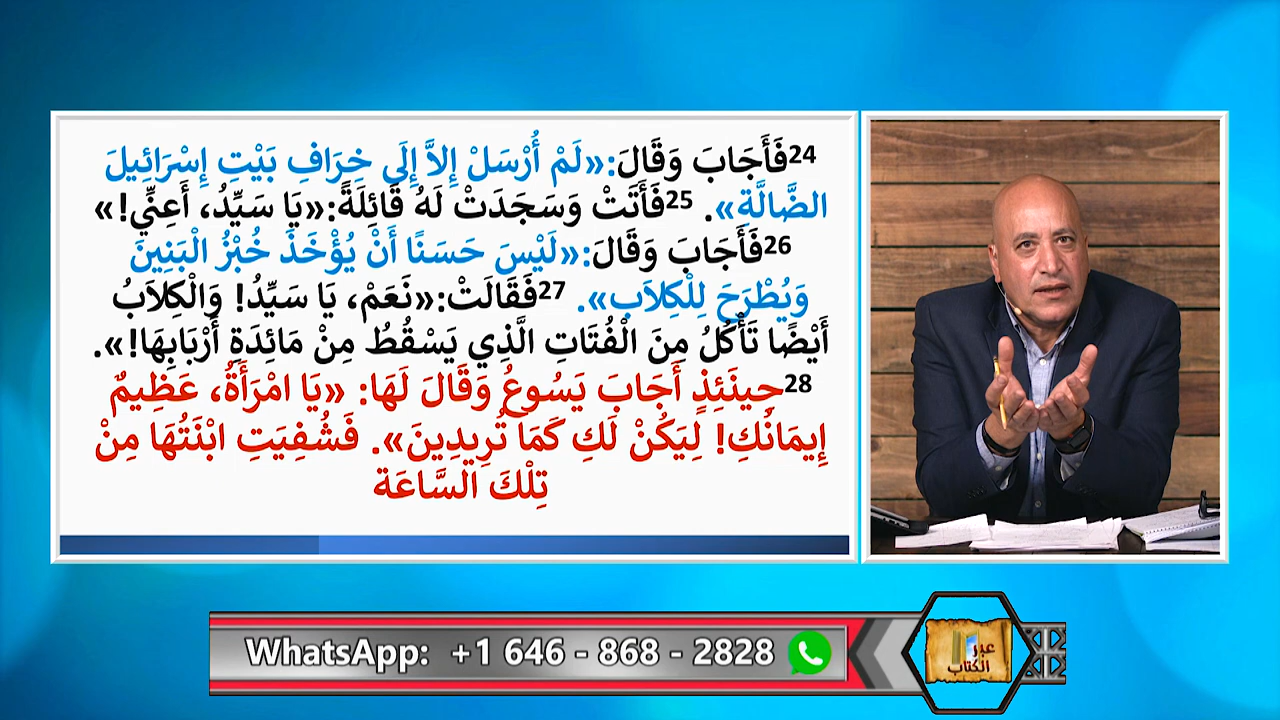 24فَأَجَابَ وَقَالَ:«لَمْ أُرْسَلْ إِلاَّ إِلَى خِرَافِ بَيْتِ إِسْرَائِيلَ
الضَّالَّةِ». 25فَأَتَتْ وَسَجَدَتْ لَهُ قَائِلَةً:«يَا سَيِّدُ، أَعِنِّي!»
26فَأَجَابَ وَقَالَ:«لَيْسَ حَسَنًا أَنْ يُؤْخَذَ خُبْزُ الْبَنِينَ
وَيُطْرَحَ لِلْكِلاَب». 27فَقَالَتْ:«نَعَمْ، يَا سَيِّدُ! وَالْكِلاَبُ
أَيْضًا تَأْكُلُ مِنَ الْفُتَاتِ الَّذِي يَسْقُطُ مِنْ مَائِدَةِ أَرْبَابِهَا!».
28حِينَئِذٍ أَجَابَ يَسُوعُ وَقَالَ لَهَا: «يَا امْرَأَةُ، عَظِيمٌ
إِيمَانُكِ! لِيَكُنْ لَكِ كَمَا تُرِيدِينَ». فَشُفِيَتِ ابْنَتُهَا مِنْ
تِلْكَ السَّاعَة
WhatsApp: +1 646 - 868 - 2828
عبر
الكتاب